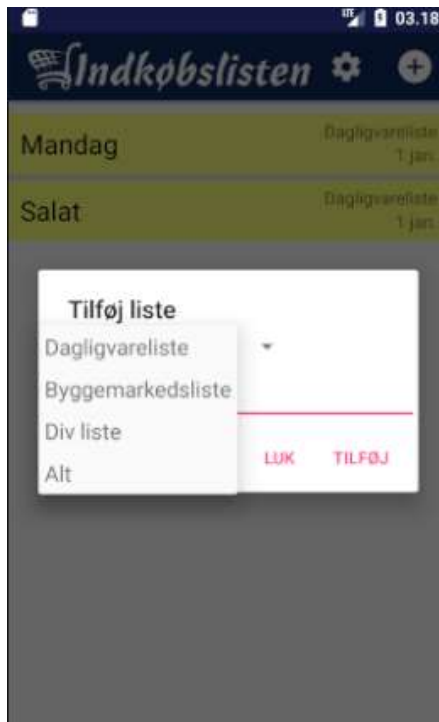 LTE 03.18
Indkøbslisten
Mandag
Dagligvareliste
1 jan.
Salat
Dagligvareliste
1 jan.
Tilføj liste
Dagligvareliste
Byggemarkedsliste
Div liste
Alt
LUK TILFØJ